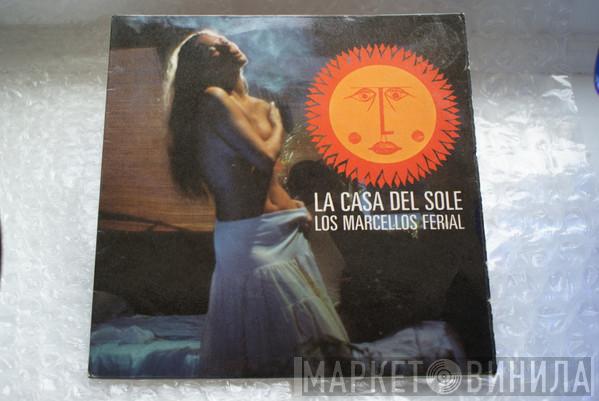 LA CASA DEL SOLE
LOS MARCELLOS FERIAL
МАРКЕТ ВИНИЛА